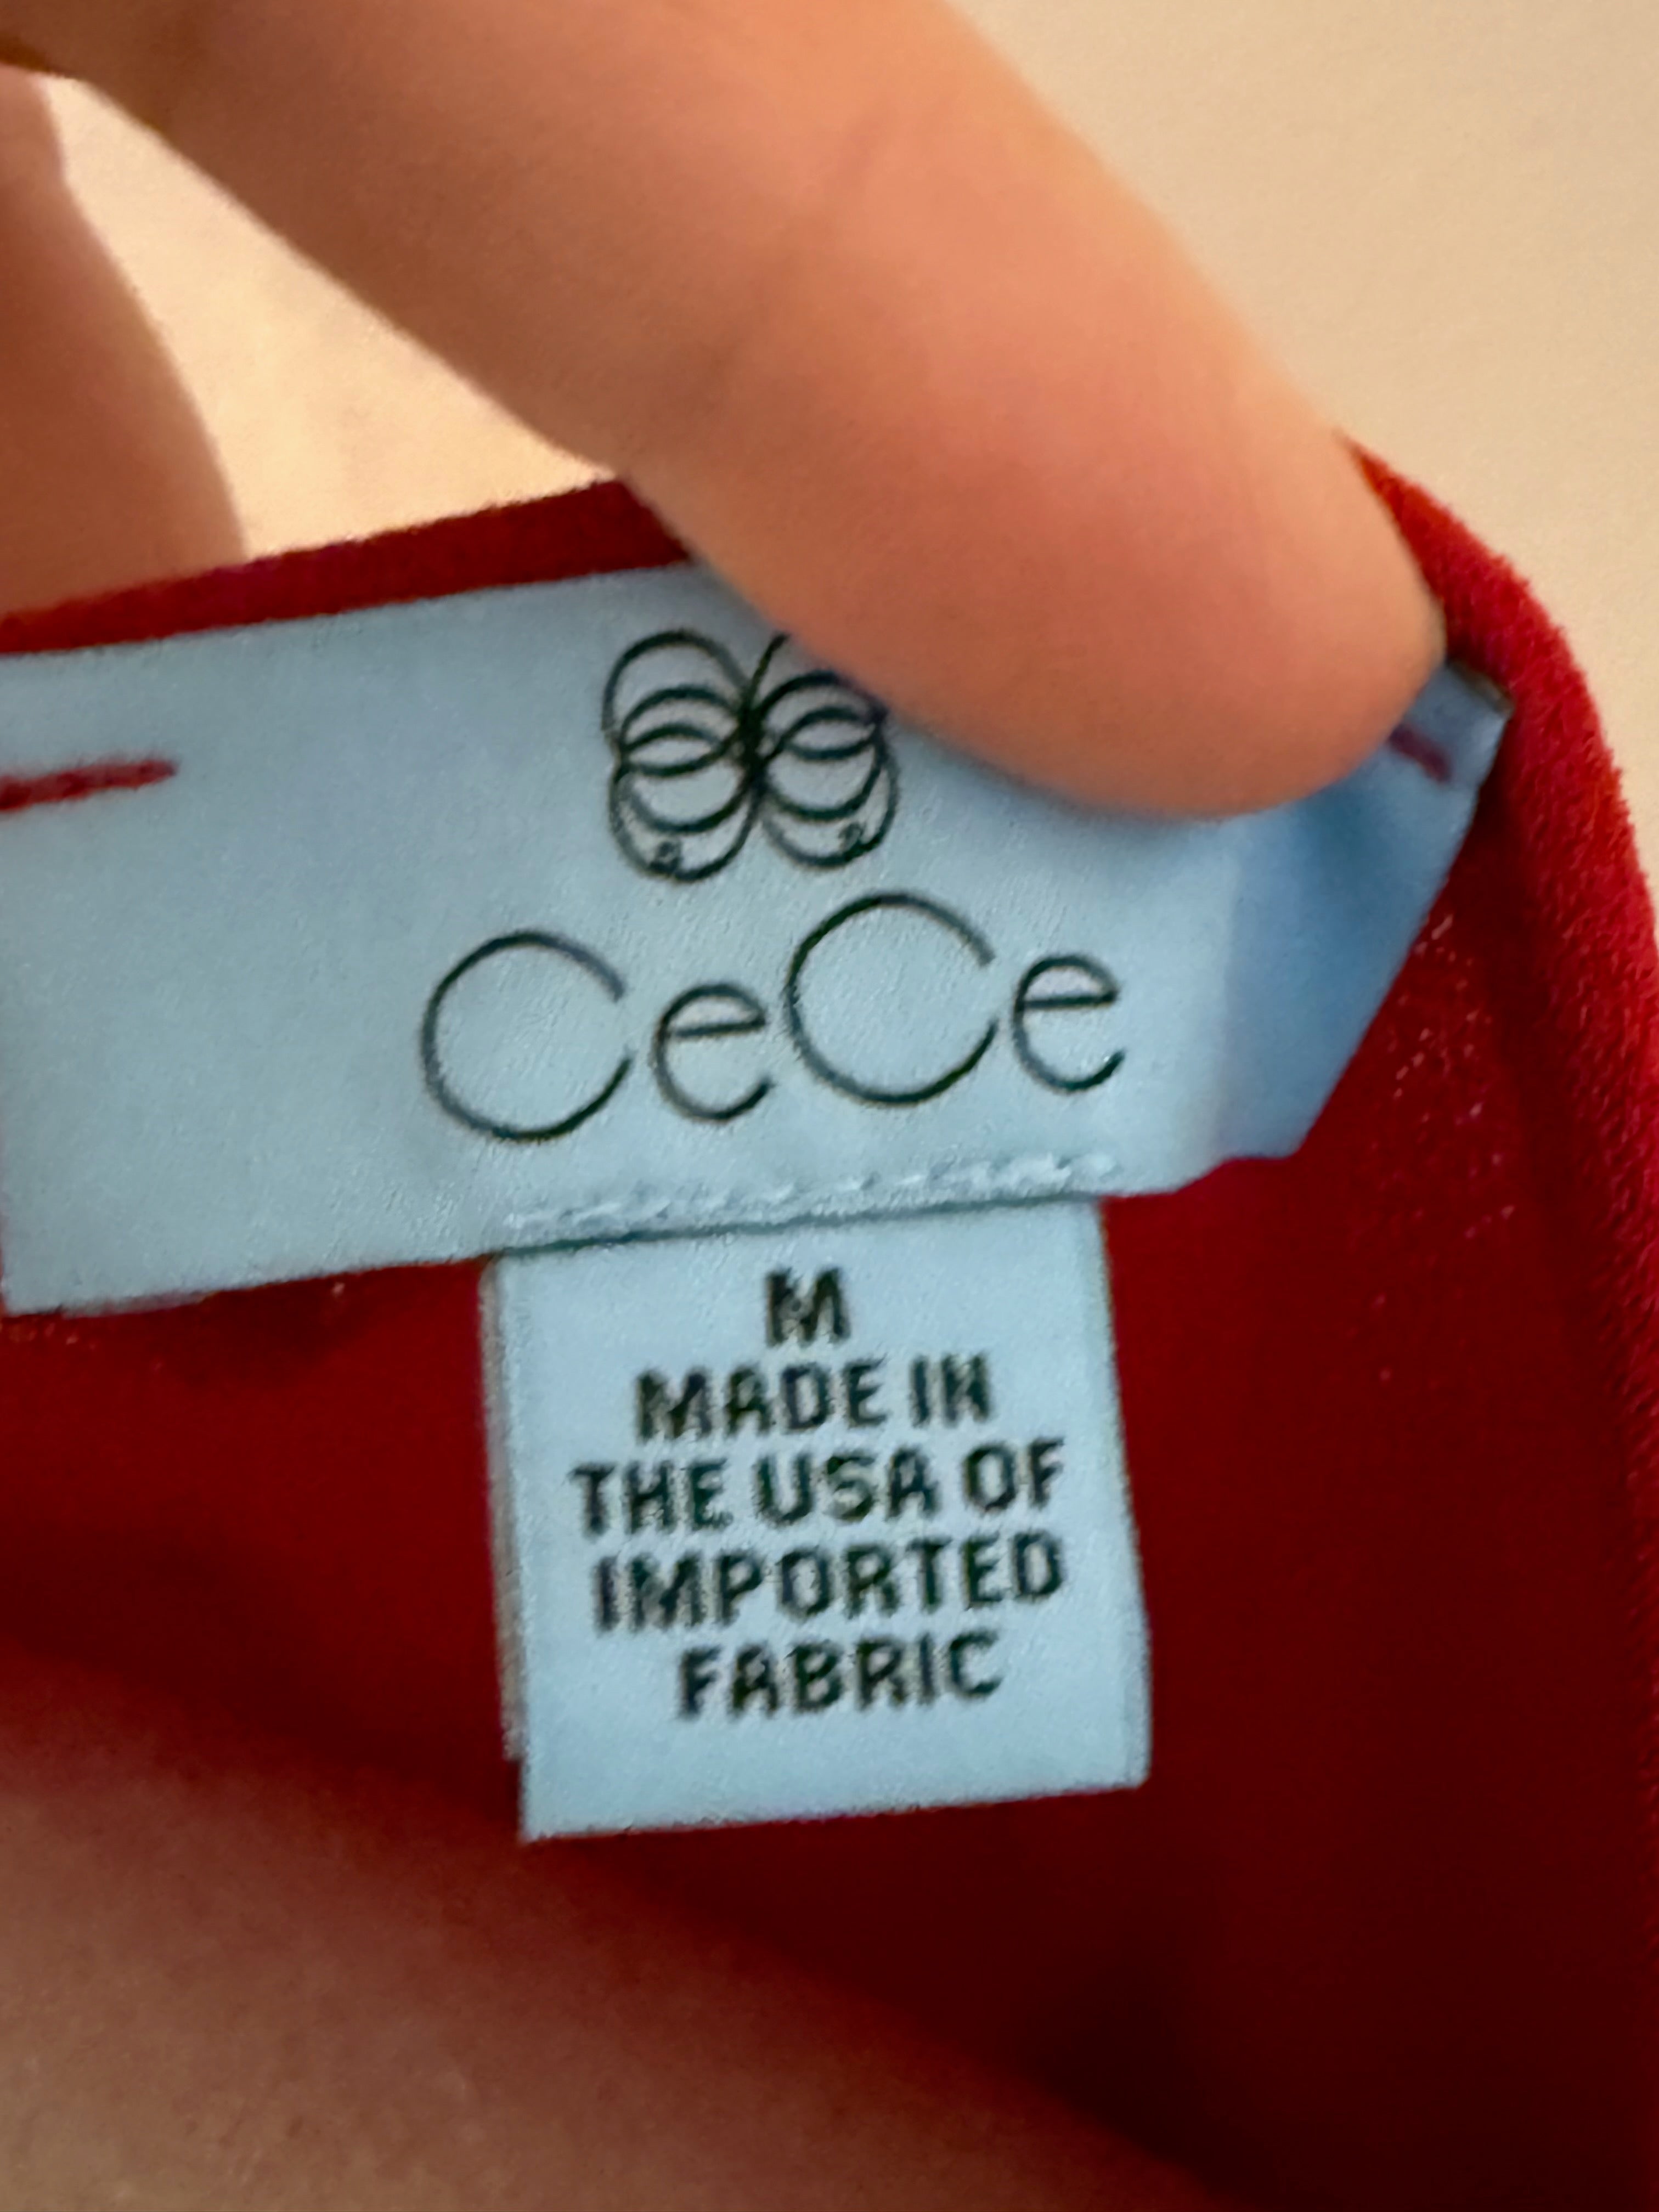 CeCe
M
MADE IN
THE USA OF
IMPORTED
FABRIC